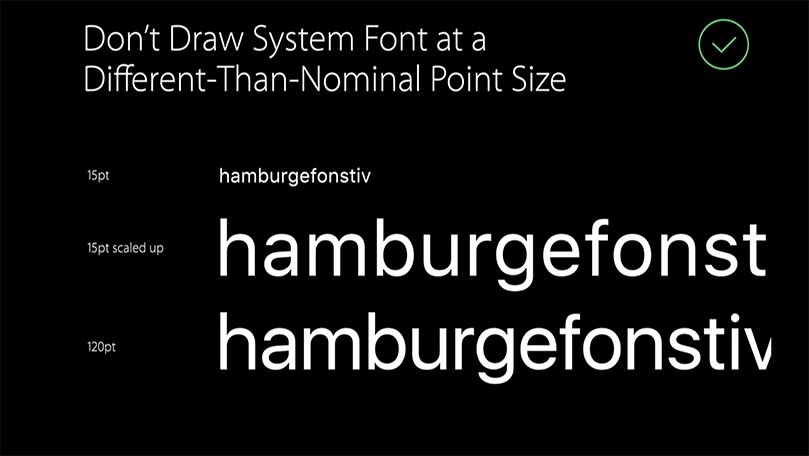 Don't Draw System Font at a
Different-Than-Nominal Point Size
15pt hamburgefonstiv
15pt scaled up hamburgefonst
120pt hamburgefonstiv